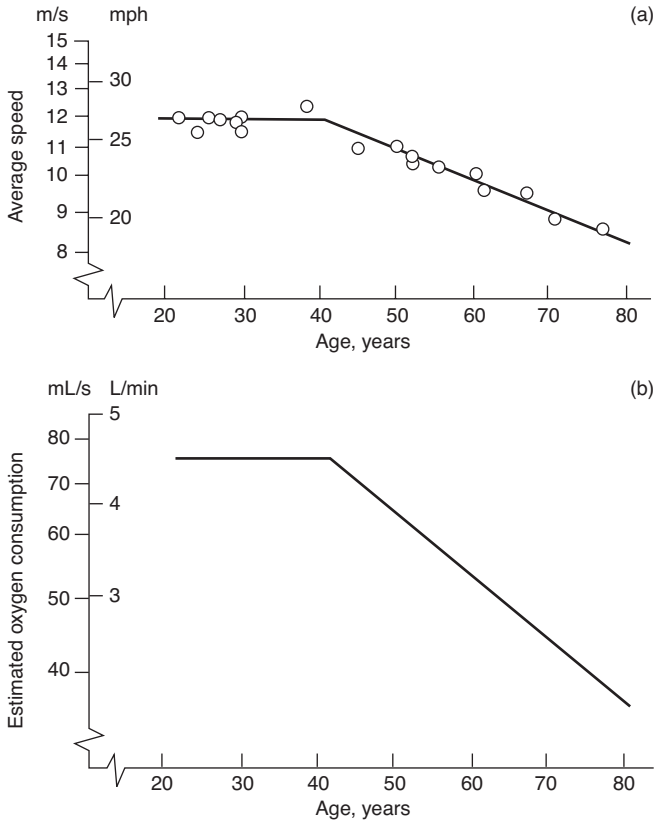 m/s mph (a)
15
14
13
12
11
10
9
8
30
25
20
Average speed
20 30 40 50 60 70 80
Age, years
mL/s L/min (b)
80
70
60
50
40
5
4
3
Estimated oxygen consumption
20 30 40 50 60 70 80
Age, years